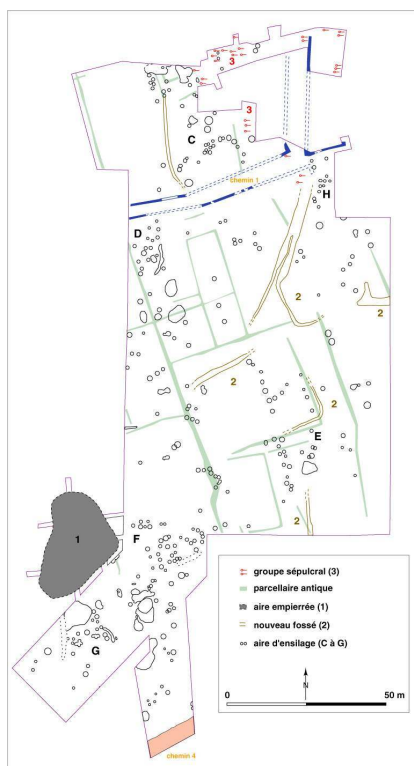 3
3
C
chemin 1
H
D
2
2
2
E
2
1
F
G
groupe sépulcral (3)
parcellaire antique
aire empierrée (1)
nouveau fossé (2)
aire d'ensilage (C à G)
N
0 50 m
chemin 4